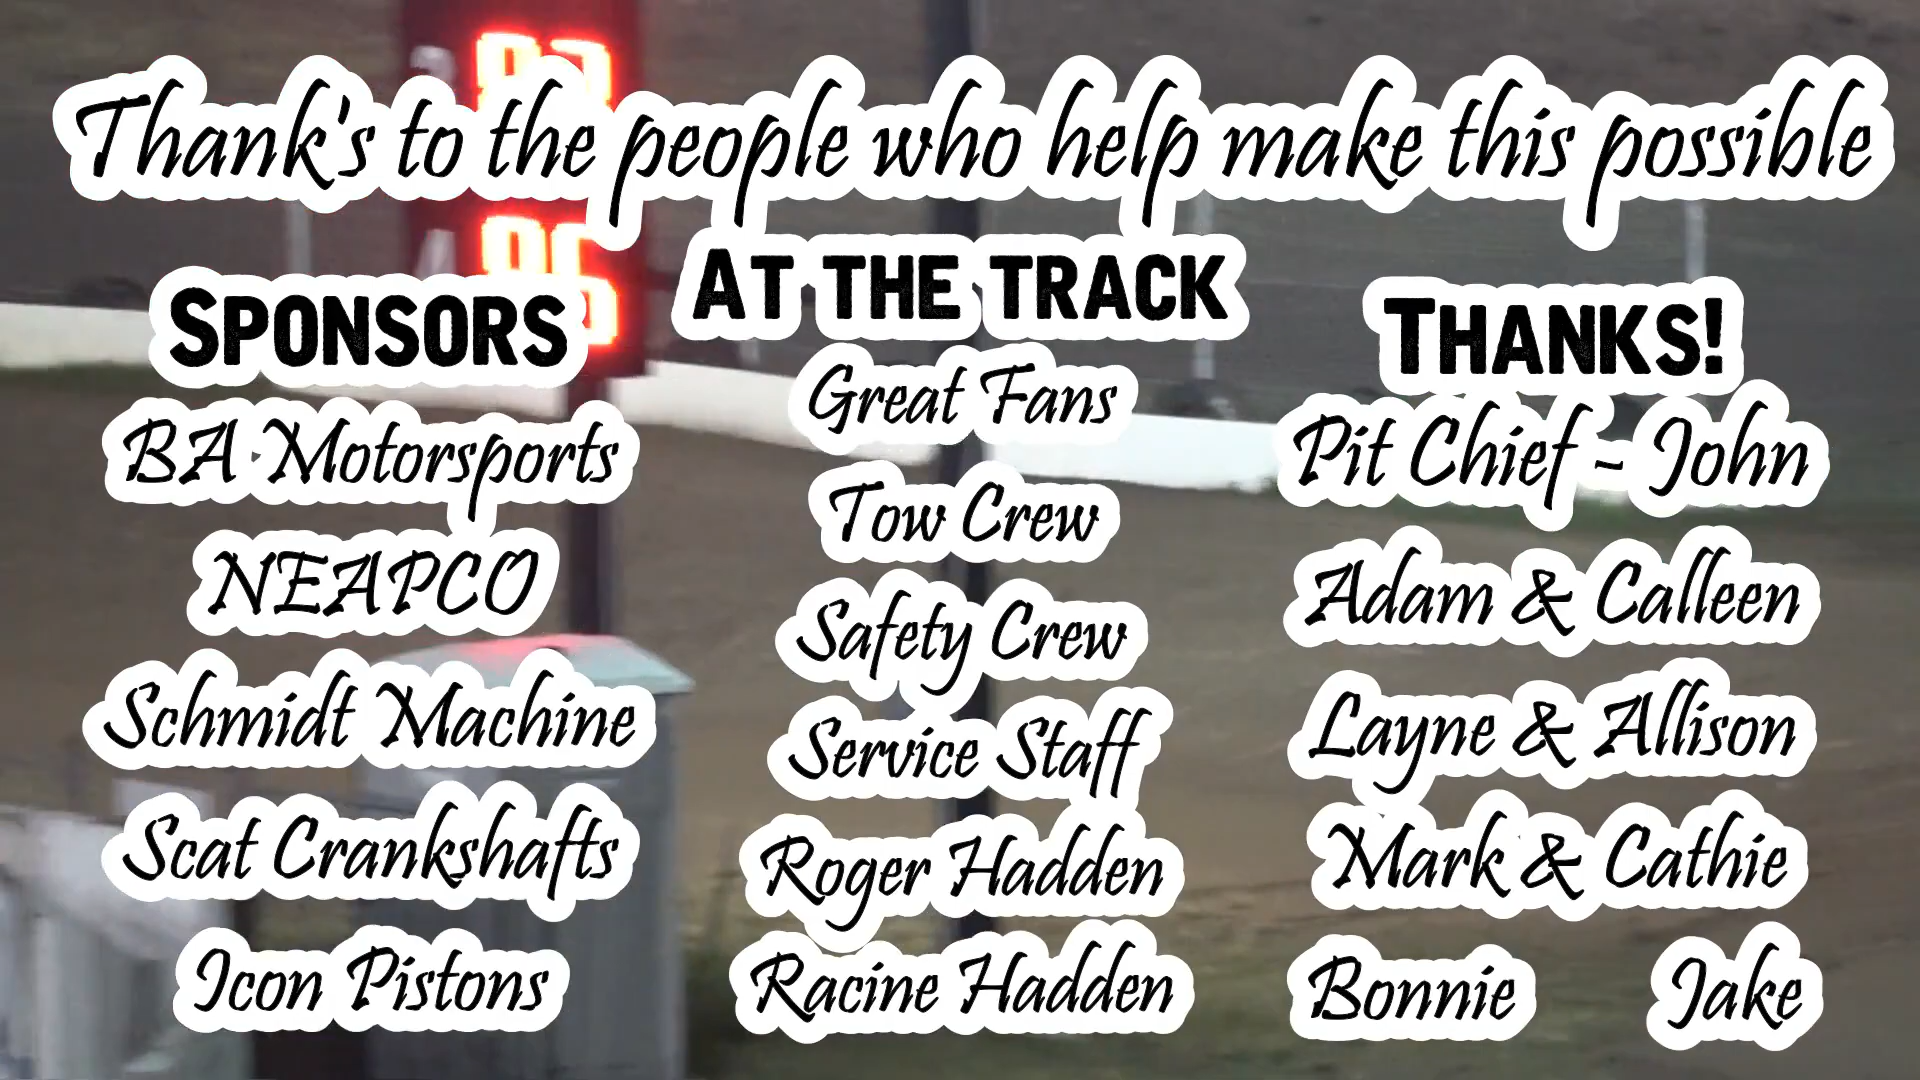 Thank's to the people who help make this possible
SPONSORS
BA Motorsports
NEAPCO
Schmidt Machine
Scat Crankshafts
Icon Pistons
AT THE TRACK
Great Fans
Tow Crew
Safety Crew
Service Staff
Roger Hadden
Racine Hadden
THANKS!
Pit Chief - John
Adam & Calleen
Layne & Allison
Mark & Cathie
Bonnie Jake